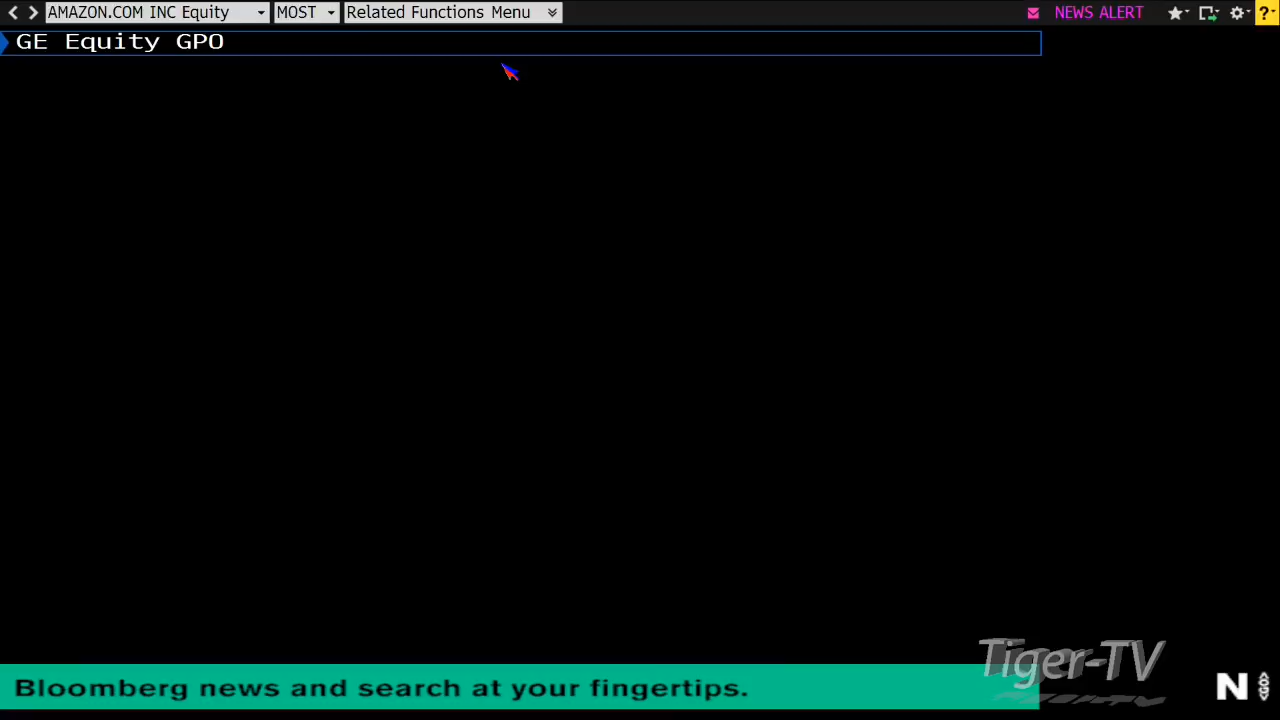 AMAZON.COM INC Equity MOST Related Functions Menu NEWS ALERT ?
GE Equity GPO
Tiger-TV
Bloomberg news and search at your fingertips. N